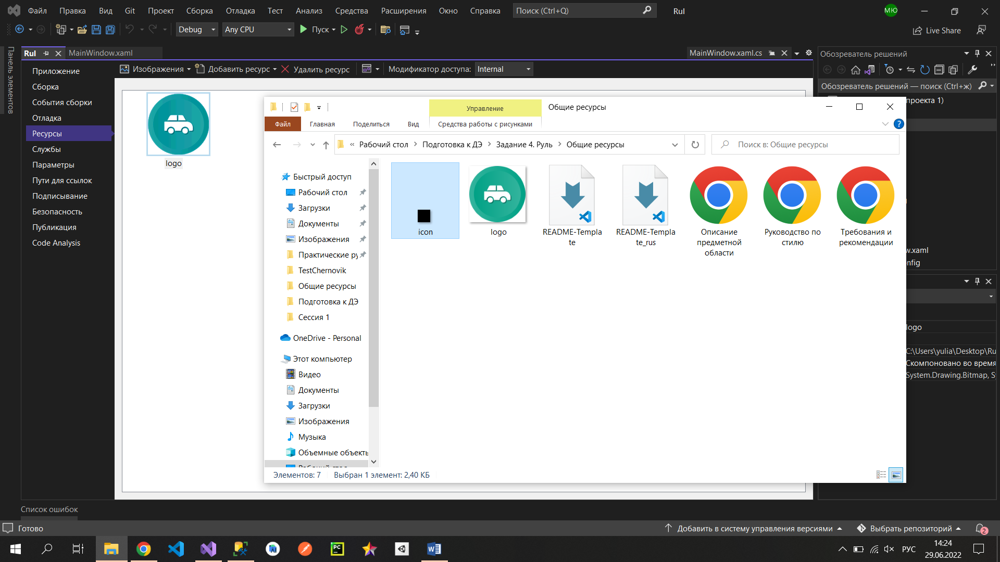 Файл Правка Вид Git Проект Сборка Отладка Тест Анализ Средства Расширения Окно Справка Поиск (Ctrl+Q) Rul МЮ
Debug Any CPU Пуск Live Share
Панель элементов
Rul MainWindow.xaml MainWindow.xaml.cs
Изображения Добавить ресурс Удалить ресурс Модификатор доступа: Internal
Приложение
Сборка
События сборки
Отладка
Ресурсы
Службы
Параметры
Пути для ссылок
Подписывание
Безопасность
Публикация
Code Analysis
logo
Управление Общие ресурсы
Файл Главная Поделиться Вид Средства работы с рисунками
« Рабочий стол Подготовка к ДЭ Задание 4. Руль Общие ресурсы Поиск в: Общие ресурсы
Быстрый доступ
Рабочий стол
Загрузки
Документы
Изображения
Практические ру
TestChernovik
Общие ресурсы
Подготовка к ДЭ
Сессия 1
OneDrive - Personal
Этот компьютер
Видео
Документы
Загрузки
Изображения
Музыка
Объемные объекть
icon
logo
README-Templa
te
README-Templa
te_rus
Описание
предметной
области
Руководство по
стилю
Требования и
рекомендации
Элементов: 7 Выбран 1 элемент: 2,40 КБ
Обозреватель решений
Обозреватель решений — поиск (Ctrl+ж)
проекта 1)
w.xaml
nfig
logo
C:\Users\yulia\Desktop\Ru
Скомпоновано во время
System.Drawing.Bitmap, S
Список ошибок
Готово Добавить в систему управления версиями Выбрать репозиторий 2
PC РУС 14:24
29.06.2022